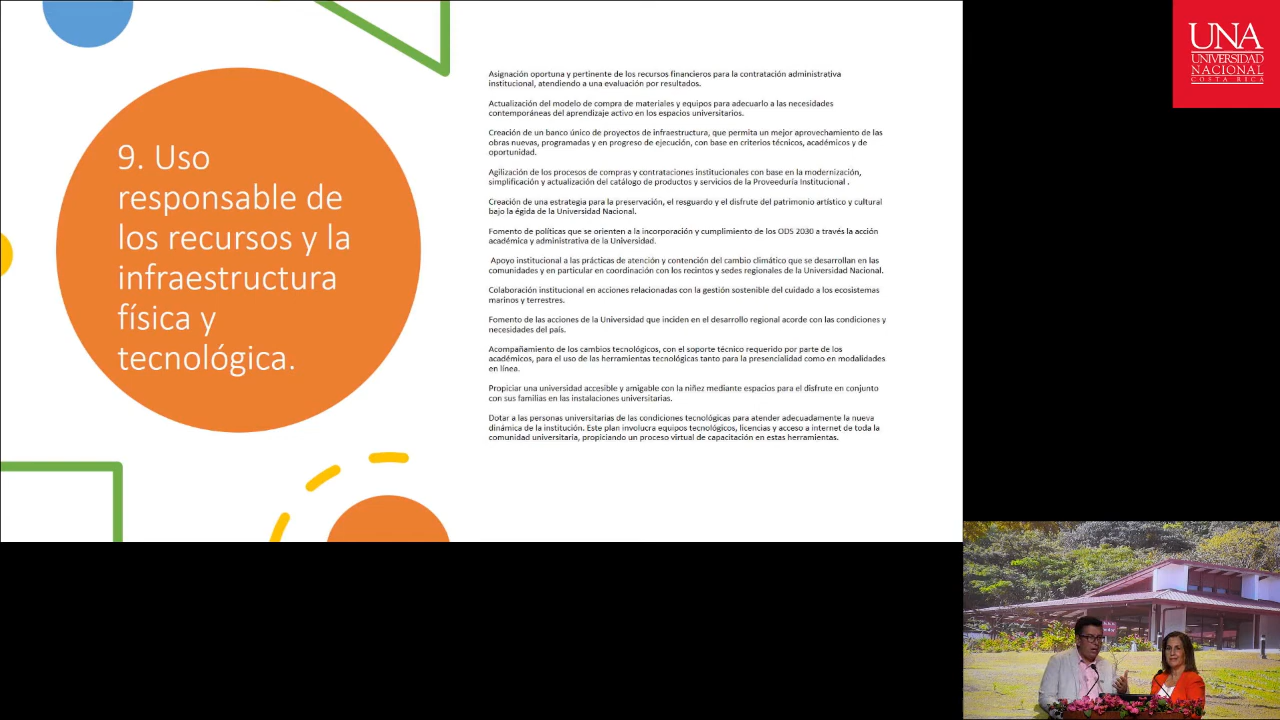 9. Uso
responsable de
los recursos y la
infraestructura
física y
tecnológica.
Asignación oportuna y pertinente de los recursos financieros para la contratación administrativa
institucional, atendiendo a una evaluación por resultados.
Actualización del modelo de compra de materiales y equipos para adecuarlo a las necesidades
contemporáneas del aprendizaje activo en los espacios universitarios.
Creación de un banco único de proyectos de infraestructura, que permita un mejor aprovechamiento de las
obras nuevas, programadas y en progreso de ejecución, con base en criterios técnicos, académicos y de
oportunidad.
Agilización de los procesos de compras y contrataciones institucionales con base en la modernización,
simplificación y actualización del catálogo de productos y servicios de la Proveeduría Institucional .
Creación de una estrategia para la preservación, el resguardo y el disfrute del patrimonio artístico y cultural
bajo la égida de la Universidad Nacional.
Fomento de políticas que se orienten a la incorporación y cumplimiento de los ODS 2030 a través la acción
académica y administrativa de la Universidad.
Apoyo institucional a las prácticas de atención y contención del cambio climático que se desarrollan en las
comunidades y en particular en coordinación con los recintos y sedes regionales de la Universidad Nacional.
Colaboración institucional en acciones relacionadas con la gestión sostenible del cuidado a los ecosistemas
marinos y terrestres.
Fomento de las acciones de la Universidad que inciden en el desarrollo regional acorde con las condiciones y
necesidades del país.
Acompañamiento de los cambios tecnológicos, con el soporte técnico requerido por parte de los
académicos, para el uso de las herramientas tecnológicas tanto para la presencialidad como en modalidades
en línea.
Propiciar una universidad accesible y amigable con la niñez mediante espacios para el disfrute en conjunto
con sus familias en las instalaciones universitarias.
Dotar a las personas universitarias de las condiciones tecnológicas para atender adecuadamente la nueva
dinámica de la institución. Este plan involucra equipos tecnológicos, licencias y acceso a internet de toda la
comunidad universitaria, propiciando un proceso virtual de capacitación en estas herramientas.
UNA
UNIVERSIDAD
NACIONAL
COSTA RICA